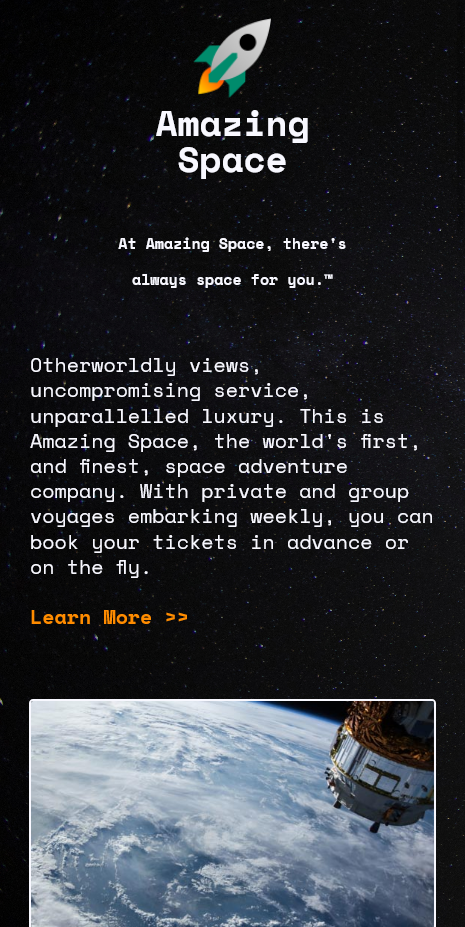 Amazing
Space
At Amazing Space, there's
always space for you.™
Otherworldly views,
uncompromising service,
unparallelled luxury. This is
Amazing Space, the world's first,
and finest, space adventure
company. With private and group
voyages embarking weekly, you can
book your tickets in advance or
on the fly.
Learn More >>